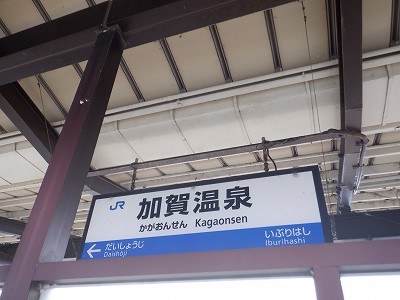 JR 加賀温泉
かがおんせん Kagaonsen
だいしょうじ いぶりはし
Daishōji Iburihashi